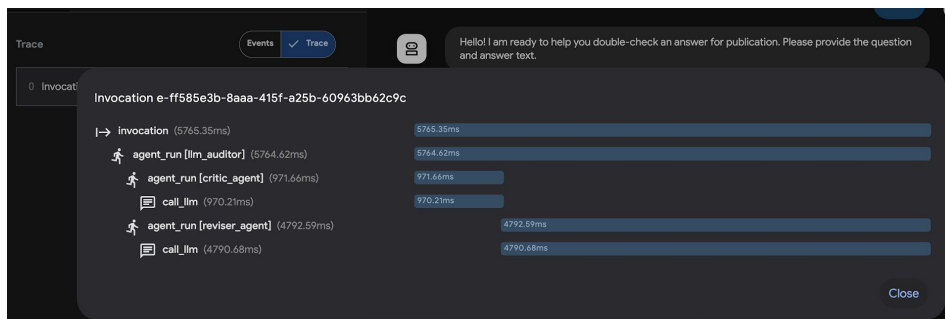 Trace
Events
Trace
Hello! I am ready to help you double-check an answer for publication. Please provide the question
and answer text.
0 Invocati
Invocation e-ff585e3b-8aaa-415f-a25b-60963bb62c9c
invocation (5765.35ms) 5765.35ms
agent_run [llm_auditor] (5764.62ms) 5764.62ms
agent_run [critic_agent] (971.66ms) 971.66ms
call_llm (970.21ms) 970.21ms
agent_run [reviser_agent] (4792.59ms) 4792.59ms
call_llm (4790.68ms) 4790.68ms
Close